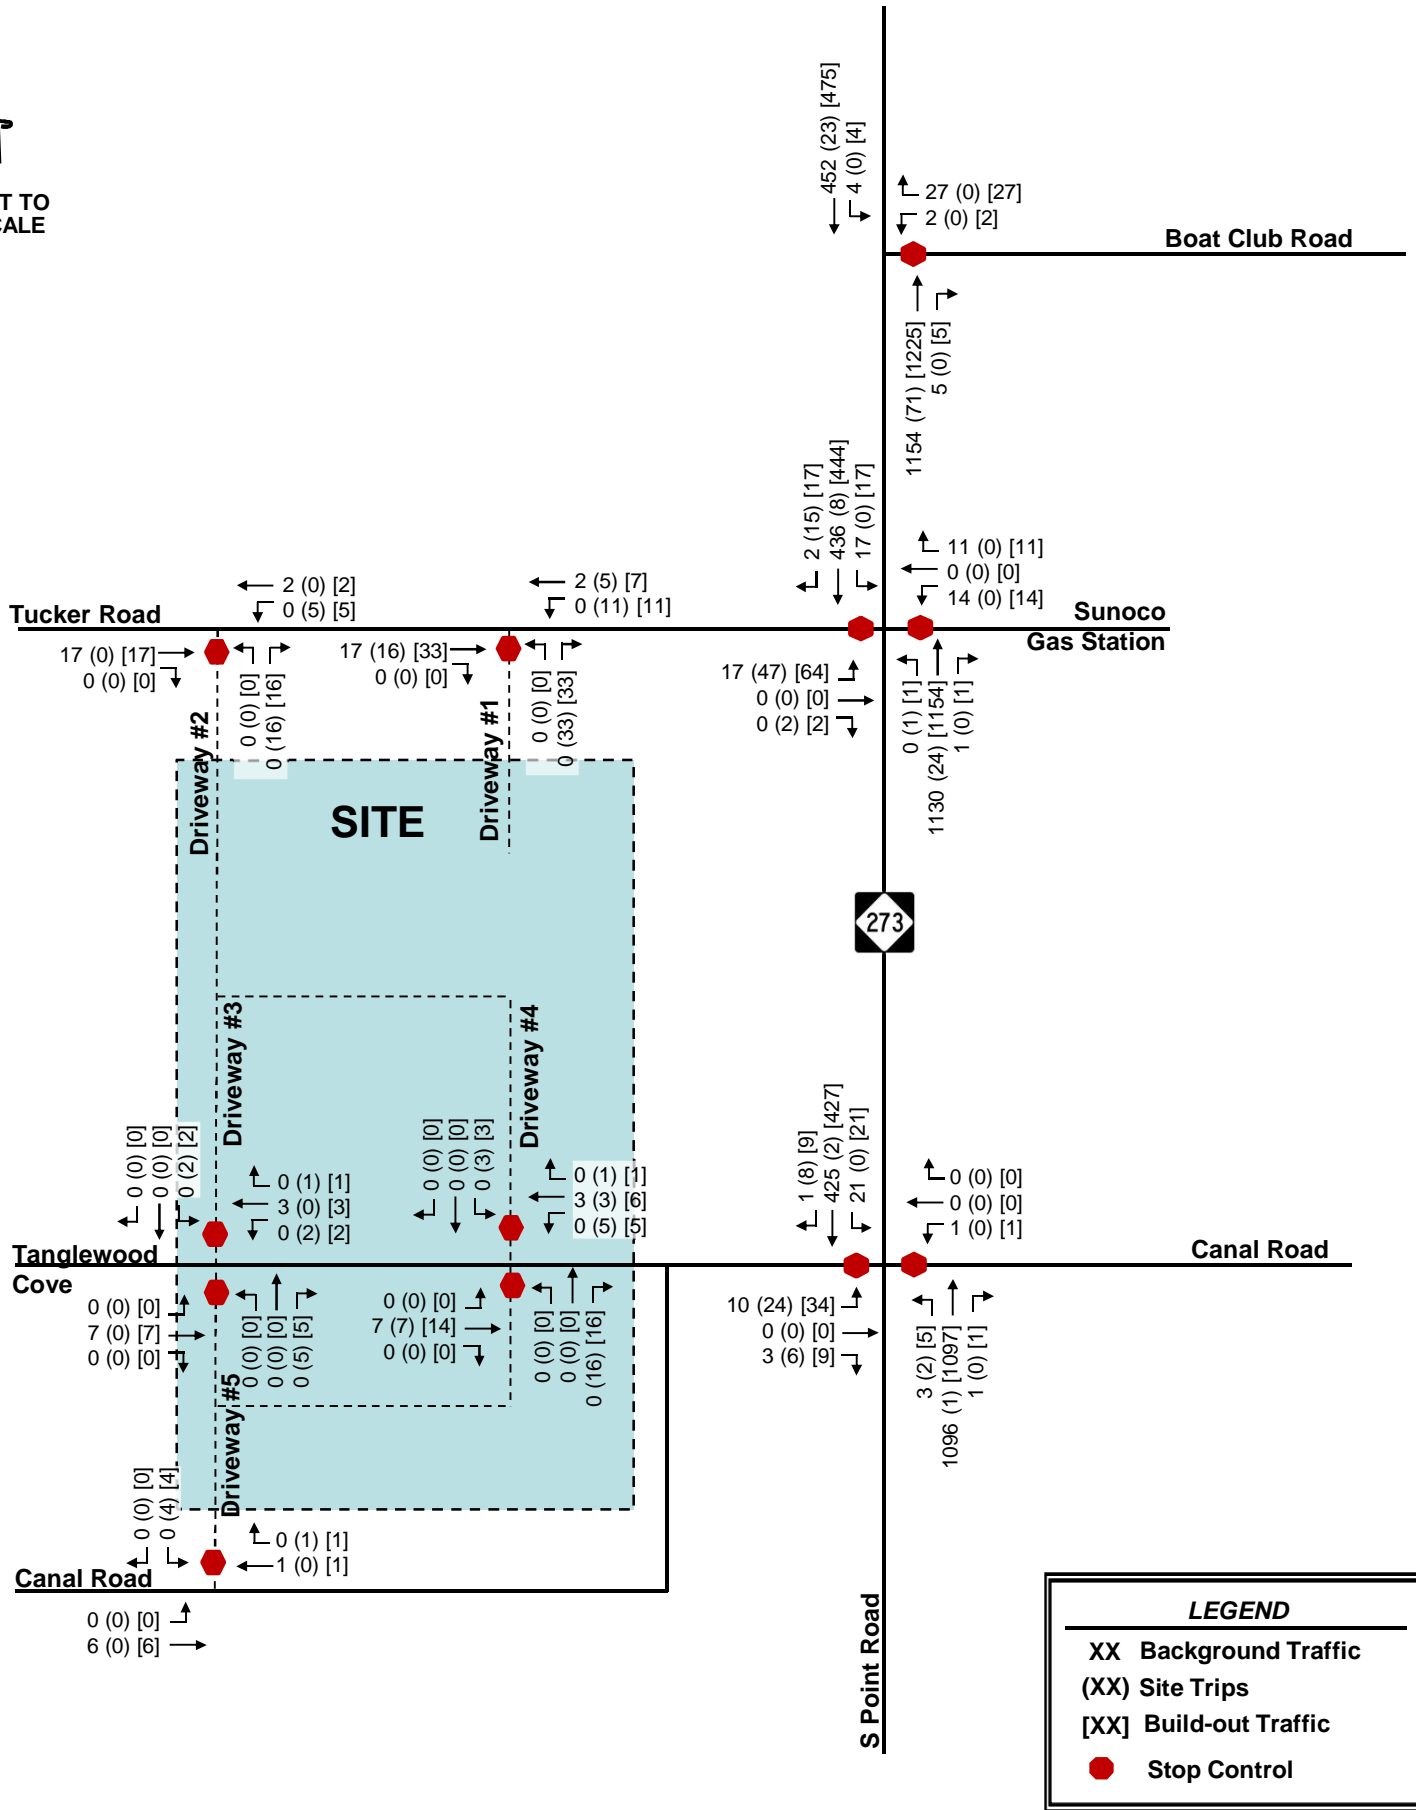 452 (23) [475]
4 (0) [4]
T TO
CALE
27 (0) [27]
2 (0) [2]
Boat Club Road
1154 (71) [1225]
5 (0) [5]
2 (15) [17]
436 (8) [444]
17 (0) [17]
11 (0) [11]
0 (0) [0]
14 (0) [14]
Sunoco
Gas Station
2 (0) [2]
0 (5) [5]
2 (5) [7]
0 (11) [11]
Tucker Road
17 (0) [17]
0 (0) [0]
0 (0) [0]
0 (16) [16]
17 (16) [33]
0 (0) [0]
0 (0) [0]
0 (33) [33]
17 (47) [64]
0 (0) [0]
0 (2) [2]
0 (1) [1]
1130 (24) [1154]
1 (0) [1]
Driveway #2
Driveway #1
SITE
273
Driveway #3
Driveway #4
0 (0) [0]
0 (0) [0]
0 (2) [2]
0 (1) [1]
3 (0) [3]
0 (2) [2]
0 (0) [0]
0 (0) [0]
0 (3) [3]
0 (1) [1]
3 (3) [6]
0 (5) [5]
1 (8) [9]
425 (2) [427]
21 (0) [21]
0 (0) [0]
0 (0) [0]
1 (0) [1]
Tanglewood
Cove
Canal Road
0 (0) [0]
7 (0) [7]
0 (0) [0]
0 (0) [0]
0 (0) [0]
0 (5) [5]
0 (0) [0]
7 (7) [14]
0 (0) [0]
0 (0) [0]
0 (0) [0]
0 (16) [16]
10 (24) [34]
0 (0) [0]
3 (6) [9]
3 (2) [5]
1096 (1) [1097]
1 (0) [1]
Driveway #5
0 (0) [0]
0 (4) [4]
0 (1) [1]
1 (0) [1]
Canal Road
0 (0) [0]
6 (0) [6]
S Point Road
LEGEND
XX Background Traffic
(XX) Site Trips
[XX] Build-out Traffic
Stop Control